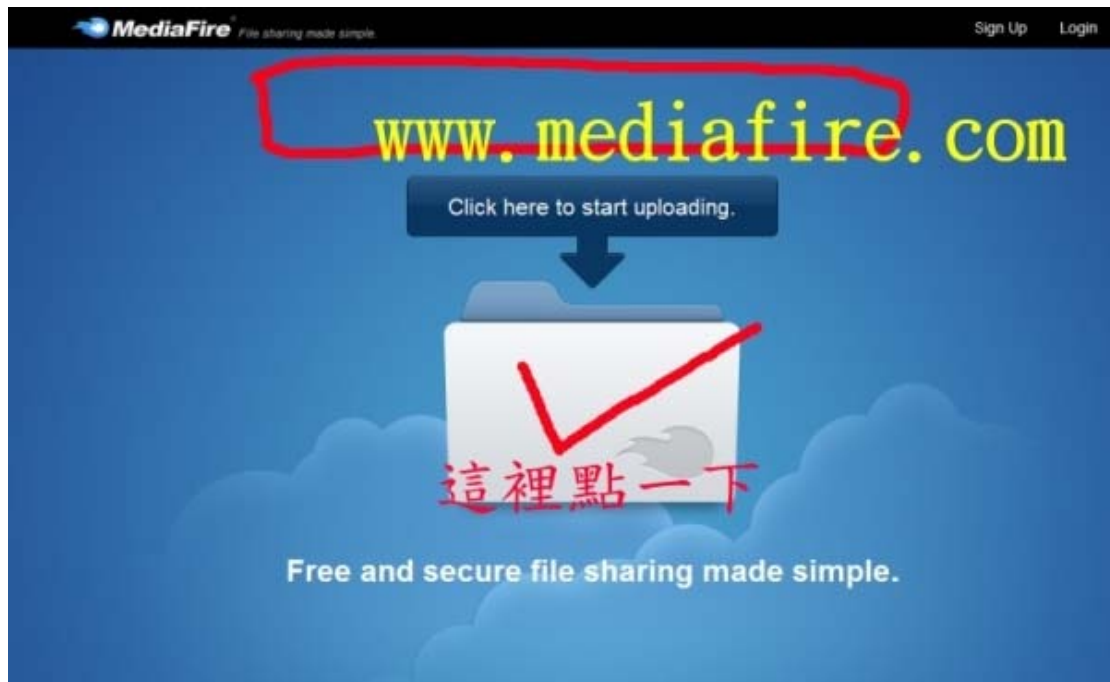 MediaFire File sharing made simple. Sign Up Login
www.mediafire.com
Click here to start uploading.
這裡點一下
Free and secure file sharing made simple.